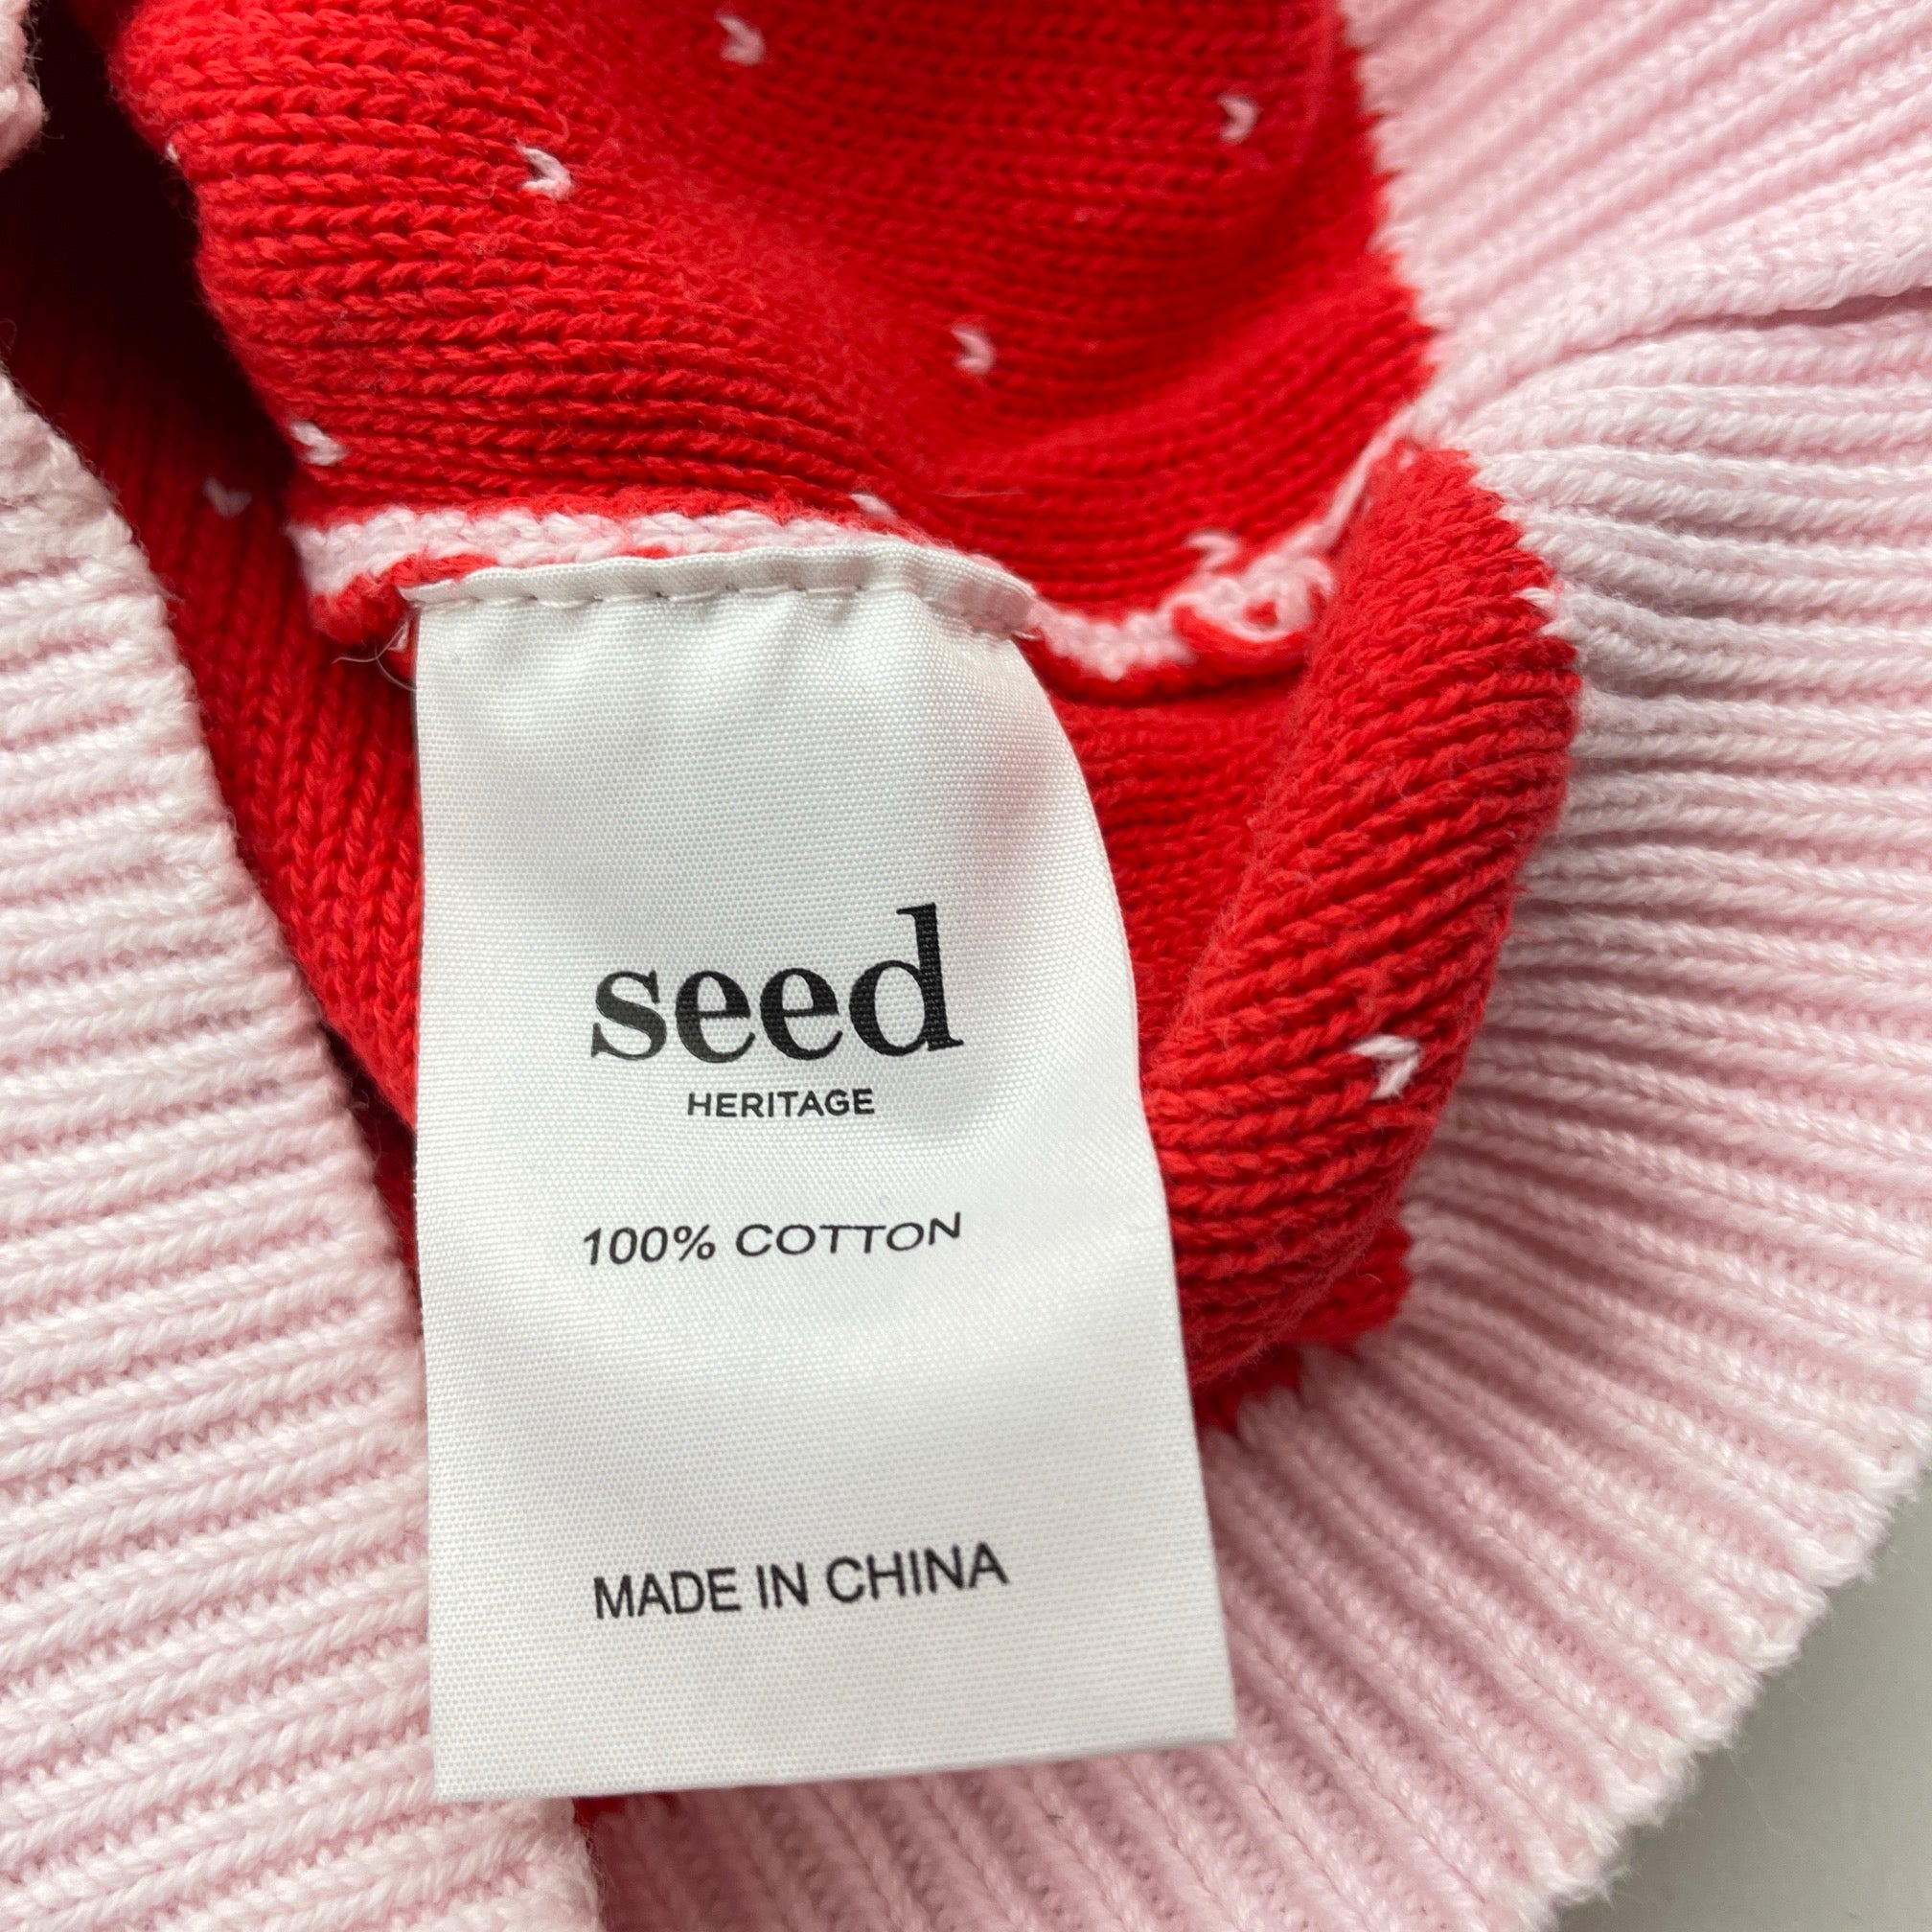 seed
HERITAGE
100% COTTON
MADE IN CHINA